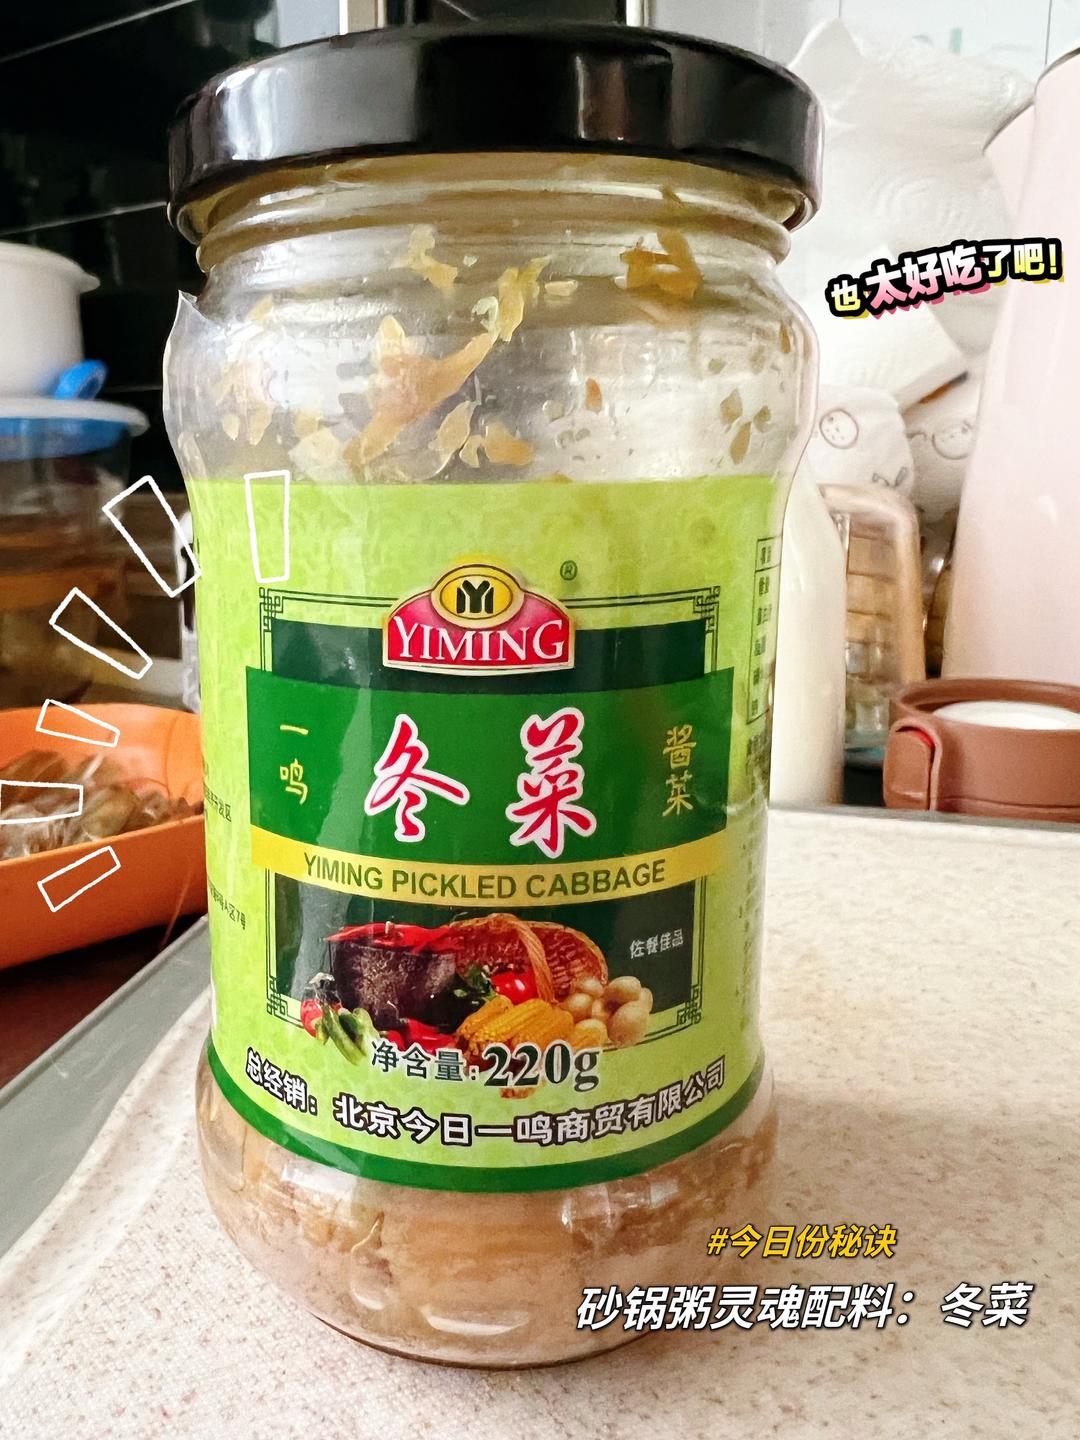 也太好吃了吧!
®
YIMING
一鸣
冬菜
酱菜
YIMING PICKLED CABBAGE
佐餐佳品
净含量:220g
总经销：北京今日一鸣商贸有限公司
#今日份秘诀
砂锅粥灵魂配料：冬菜